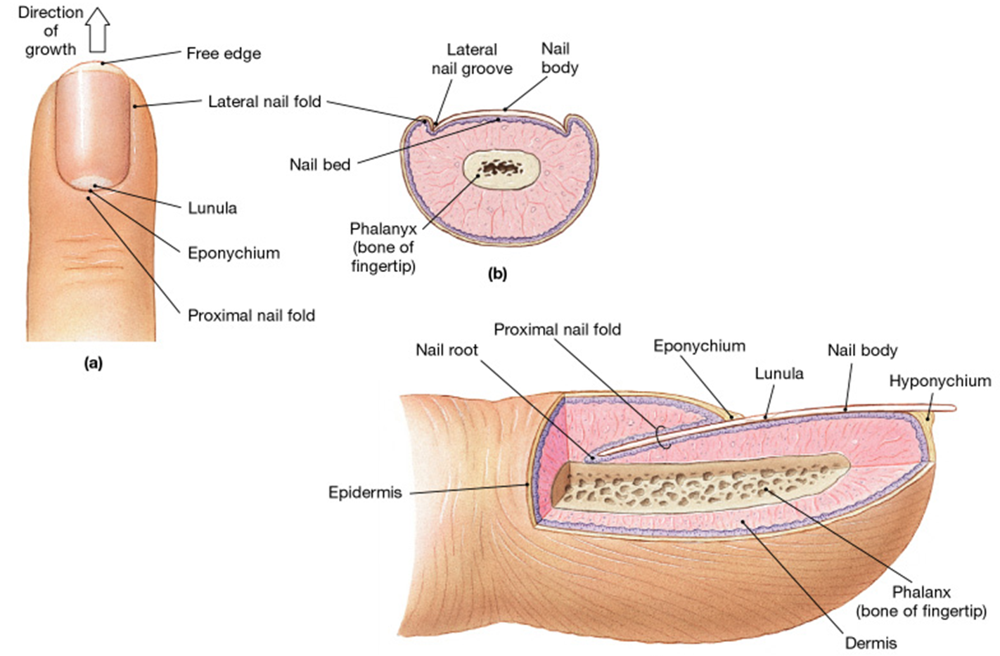 Direction
of
growth
Free edge
Lateral nail fold
Lunula
Eponychium
Proximal nail fold
(a)
Lateral
nail groove
Nail
body
Nail bed
Phalanyx
(bone of
fingertip)
(b)
Proximal nail fold
Nail root
Eponychium
Lunula
Nail body
Hyponychium
Epidermis
Phalanx
(bone of fingertip)
Dermis